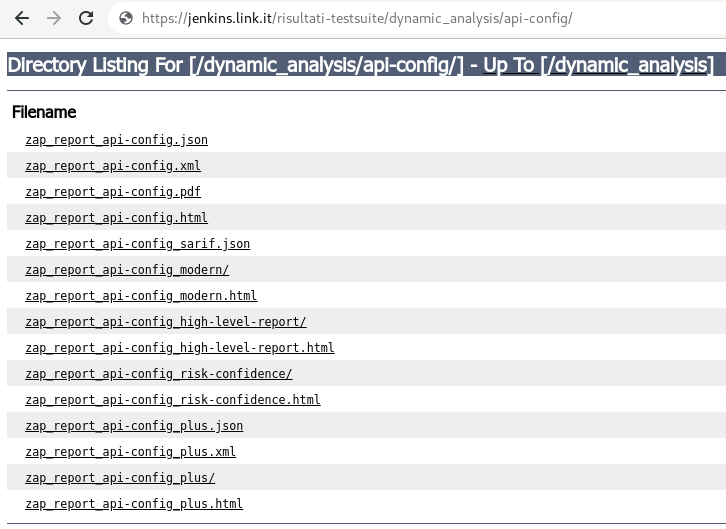 https://jenkins.link.it/risultati-testsuite/dynamic_analysis/api-config/
Directory Listing For [/dynamic_analysis/api-config/] - Up To [/dynamic_analysis]
Filename
zap_report_api-config.json
zap_report_api-config.xml
zap_report_api-config.pdf
zap_report_api-config.html
zap_report_api-config_sarif.json
zap_report_api-config_modern/
zap_report_api-config_modern.html
zap_report_api-config_high-level-report/
zap_report_api-config_high-level-report.html
zap_report_api-config_risk-confidence/
zap_report_api-config_risk-confidence.html
zap_report_api-config_plus.json
zap_report_api-config_plus.xml
zap_report_api-config_plus/
zap_report_api-config_plus.html